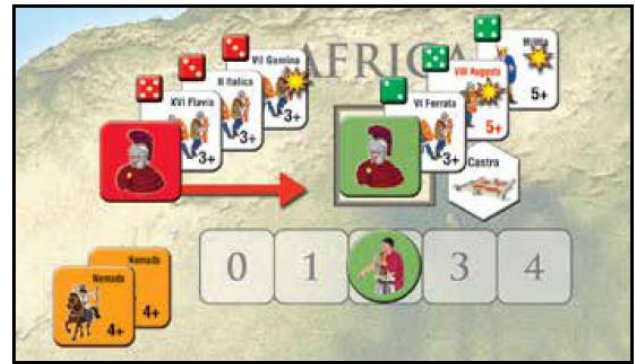 AFRICA
VII Gemina
3+
II Italica
3+
XVI Flavia
3+
Militia
5+
VIII Augusta
5+
VI Ferrata
3+
Castra
Nomads
4+
Nomads
4+
0 1 3 4